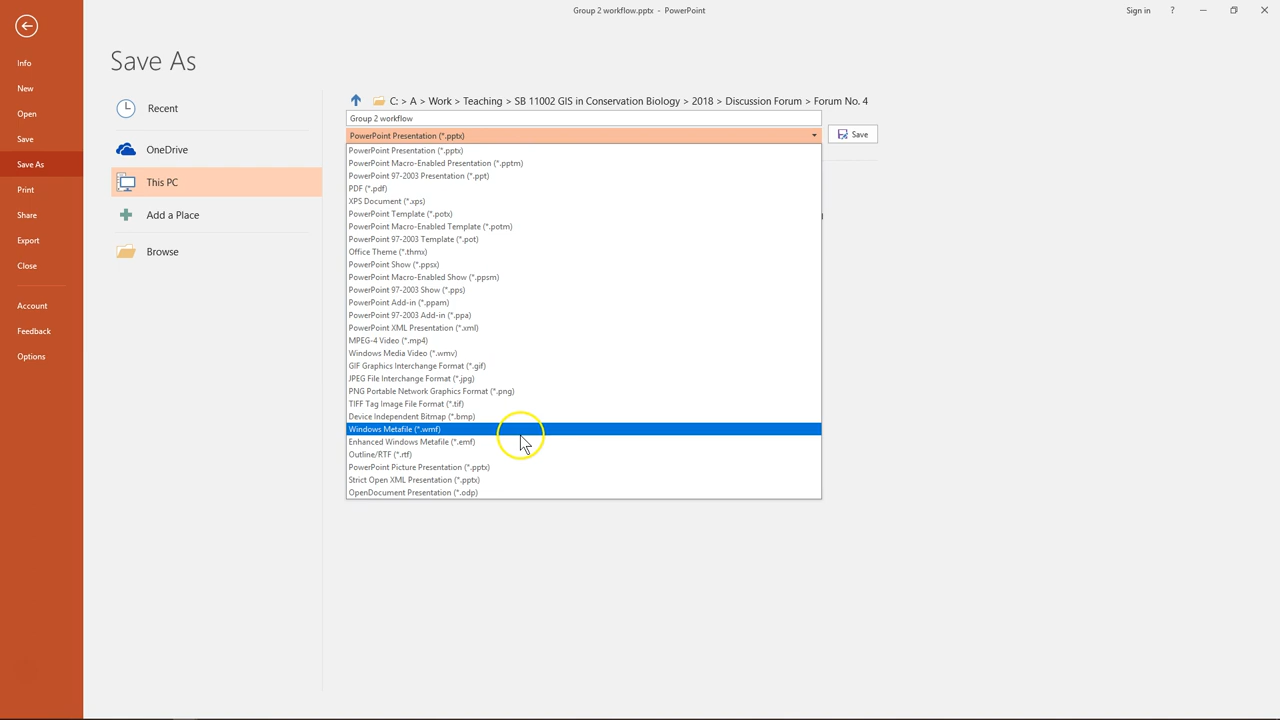 Group 2 workflow.pptx - PowerPoint
Sign in ?
Info
New
Open
Save
Save As
Print
Share
Export
Close
Account
Feedback
Options
Save As
Recent
OneDrive
This PC
Add a Place
Browse
C: > A > Work > Teaching > SB 11002 GIS in Conservation Biology > 2018 > Discussion Forum > Forum No. 4
Group 2 workflow
PowerPoint Presentation (*.pptx)
Save
PowerPoint Presentation (*.pptx)
PowerPoint Macro-Enabled Presentation (*.pptm)
PowerPoint 97-2003 Presentation (*.ppt)
PDF (*.pdf)
XPS Document (*.xps)
PowerPoint Template (*.potx)
PowerPoint Macro-Enabled Template (*.potm)
PowerPoint 97-2003 Template (*.pot)
Office Theme (*.thmx)
PowerPoint Show (*.ppsx)
PowerPoint Macro-Enabled Show (*.ppsm)
PowerPoint 97-2003 Show (*.pps)
PowerPoint Add-in (*.ppam)
PowerPoint 97-2003 Add-in (*.ppa)
PowerPoint XML Presentation (*.xml)
MPEG-4 Video (*.mp4)
Windows Media Video (*.wmv)
GIF Graphics Interchange Format (*.gif)
JPEG File Interchange Format (*.jpg)
PNG Portable Network Graphics Format (*.png)
TIFF Tag Image File Format (*.tif)
Device Independent Bitmap (*.bmp)
Windows Metafile (*.wmf)
Enhanced Windows Metafile (*.emf)
Outline/RTF (*.rtf)
PowerPoint Picture Presentation (*.pptx)
Strict Open XML Presentation (*.pptx)
OpenDocument Presentation (*.odp)